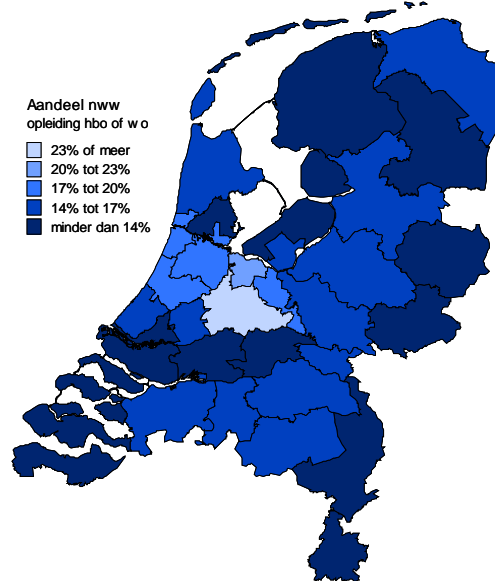 Aandeel nww
opleiding hbo of wo
23% of meer
20% tot 23%
17% tot 20%
14% tot 17%
minder dan 14%